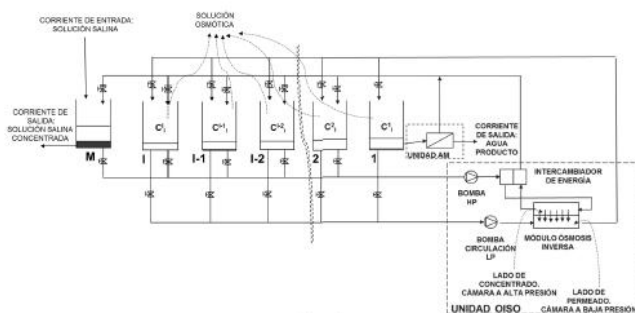 CORRIENTE DE ENTRADA:
SOLUCIÓN SALINA
SOLUCIÓN
OSMÓTICA
CORRIENTE DE
SALIDA:
SOLUCIÓN SALINA
CONCENTRADA
M
I
I-1
I-2
2
1
UNIDAD AM
CORRIENTE DE
SALIDA: AGUA
PRODUCTO
BOMBA
HP
INTERCAMBIADOR
DE ENERGÍA
BOMBA
CIRCULACIÓN
LP
MÓDULO ÓSMOSIS
INVERSA
LADO DE
CONCENTRADO.
CÁMARA A ALTA PRESIÓN
LADO DE
PERMEADO.
CÁMARA A BAJA PRESIÓN
UNIDAD OISO